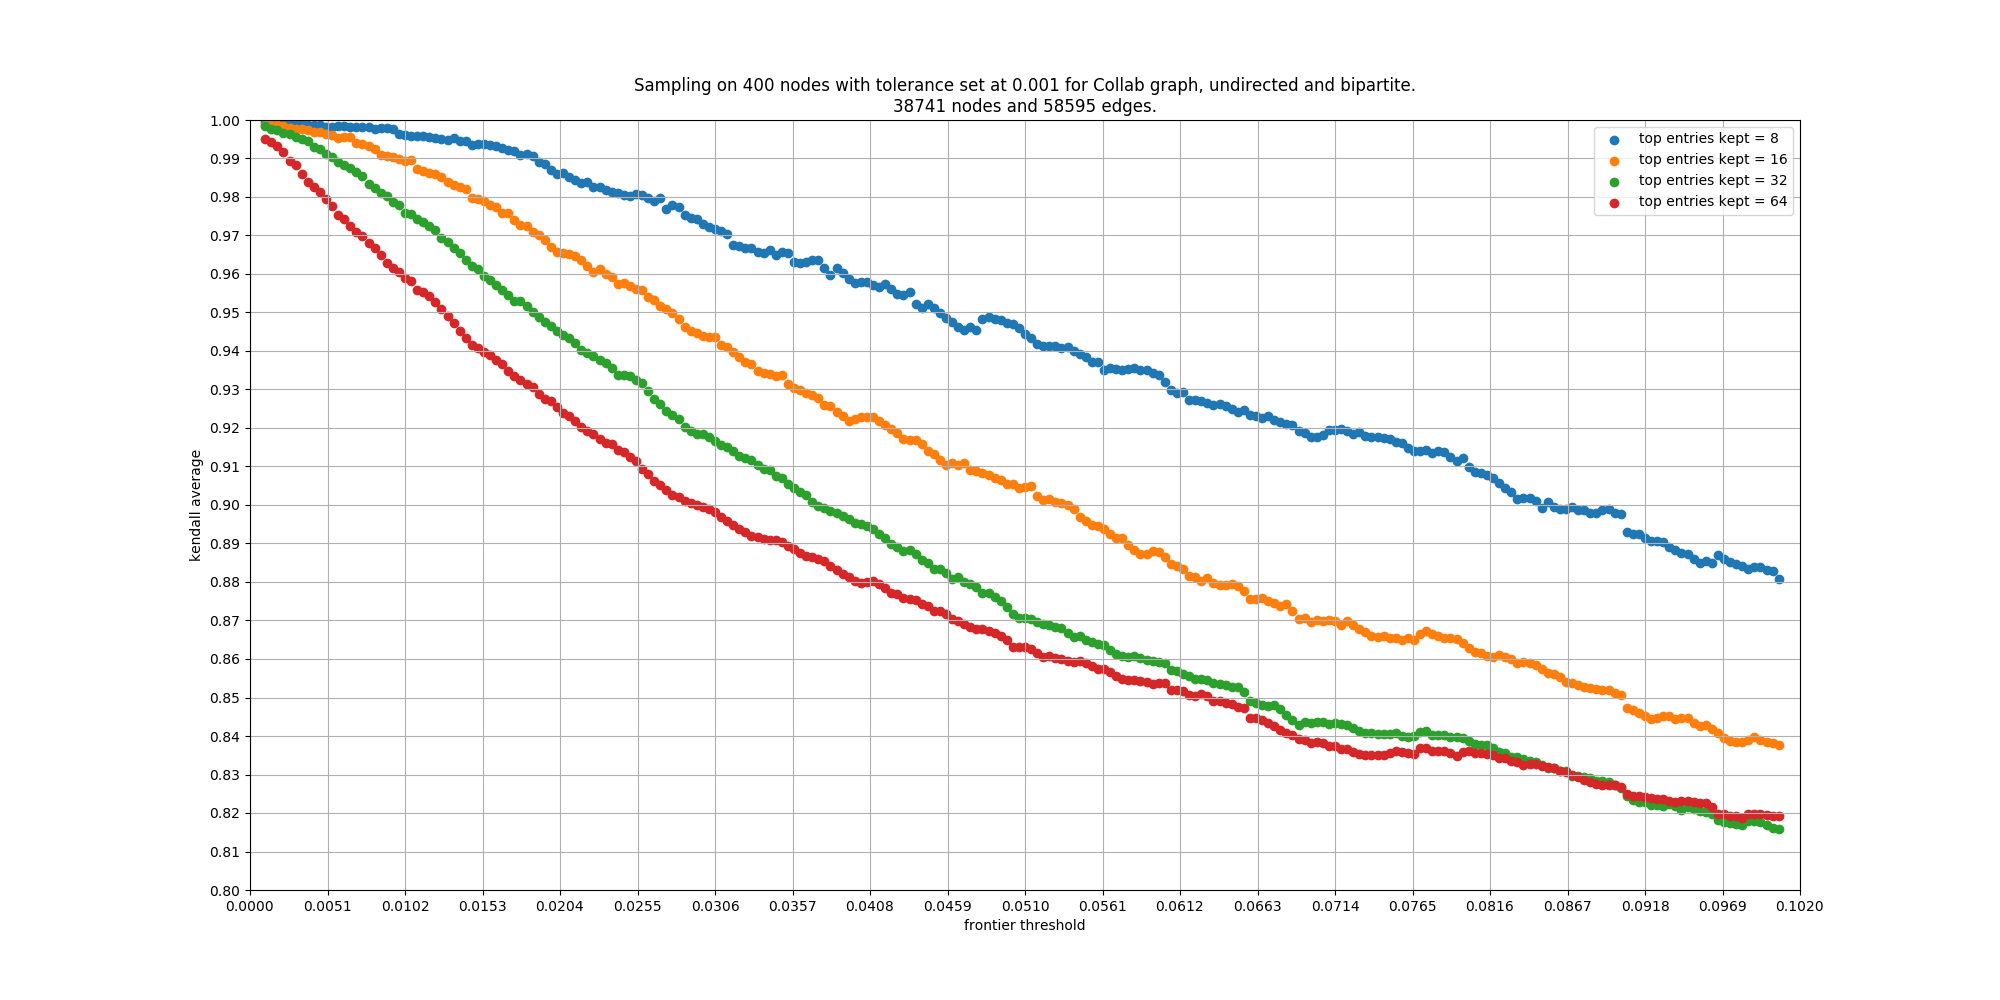 Sampling on 400 nodes with tolerance set at 0.001 for Collab graph, undirected and bipartite.
38741 nodes and 58595 edges.
top entries kept = 8
top entries kept = 16
top entries kept = 32
top entries kept = 64
kendall average
1.00
0.99
0.98
0.97
0.96
0.95
0.94
0.93
0.92
0.91
0.90
0.89
0.88
0.87
0.86
0.85
0.84
0.83
0.82
0.81
0.80
0.0000 0.0051 0.0102 0.0153 0.0204 0.0255 0.0306 0.0357 0.0408 0.0459 0.0510 0.0561 0.0612 0.0663 0.0714 0.0765 0.0816 0.0867 0.0918 0.0969 0.1020
frontier threshold